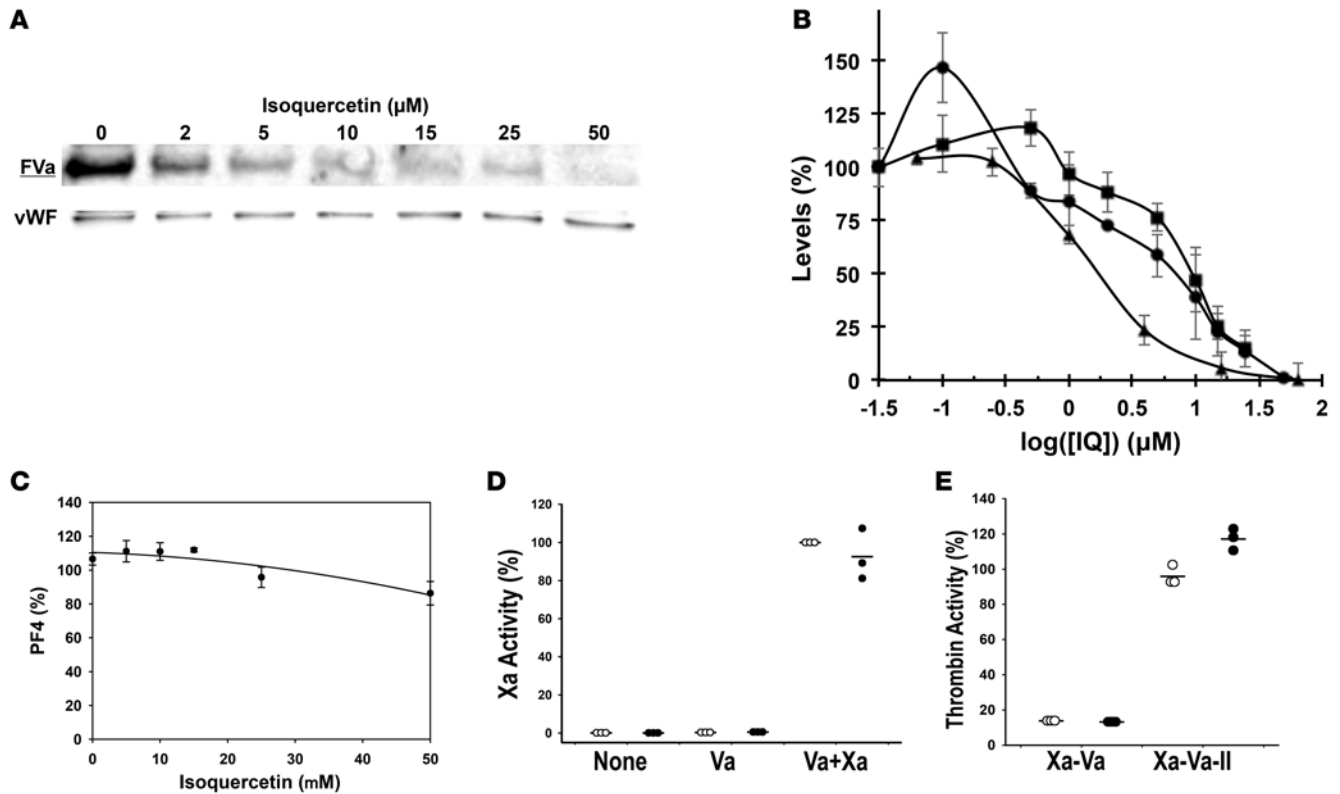 A
Isoquercetin (µM)
0 2 5 10 15 25 50
FVa
vWF
B
Levels (%)
150
125
100
75
50
25
0
-1.5 -1 -0.5 0 0.5 1 1.5 2
log([IQ]) (µM)
C
PF4 (%)
140
120
100
80
60
40
20
0
0 10 20 30 40 50
Isoquercetin (mM)
D
Xa Activity (%)
120
100
80
60
40
20
0
None Va Va+Xa
E
Thrombin Activity (%)
140
120
100
80
60
40
20
0
Xa-Va Xa-Va-II